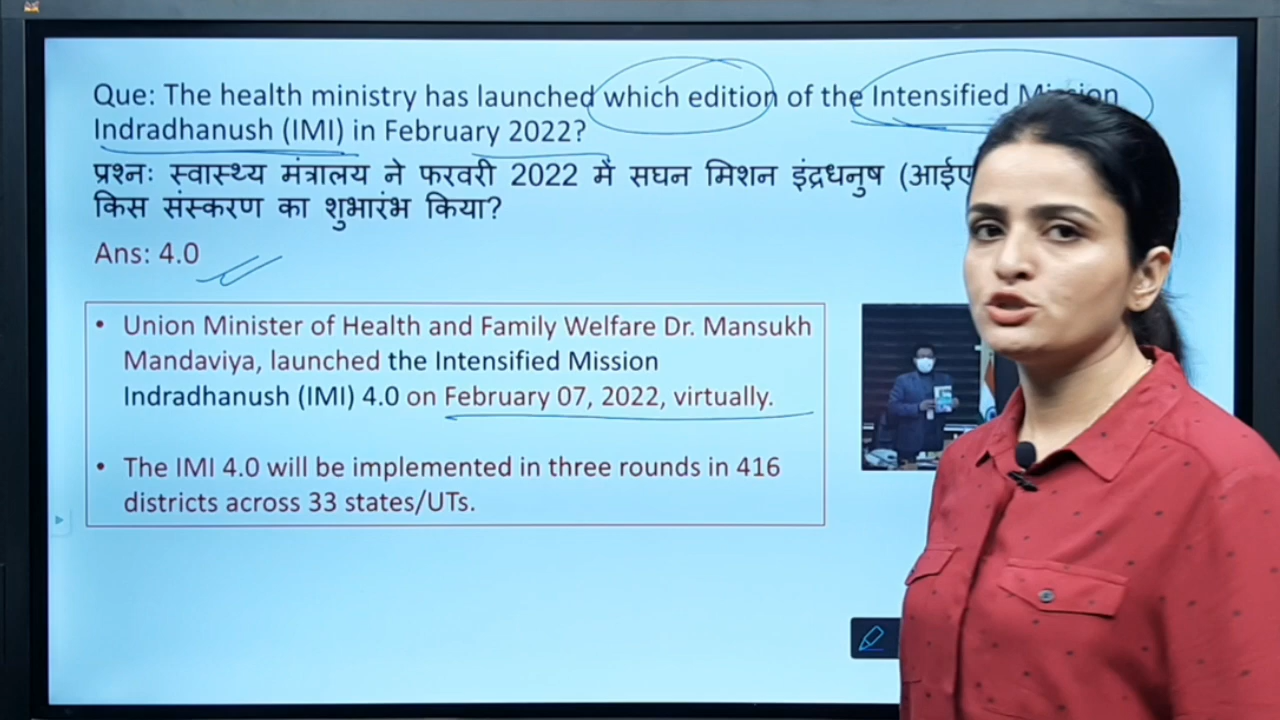 Que: The health ministry has launched which edition of the Intensified Mission
Indradhanush (IMI) in February 2022?
प्रश्नः स्वास्थ्य मंत्रालय ने फरवरी 2022 में सघन मिशन इंद्रधनुष
किस संस्करण का शुभारंभ किया?
Ans: 4.0
• Union Minister of Health and Family Welfare Dr. Mansukh
Mandaviya, launched the Intensified Mission
Indradhanush (IMI) 4.0 on February 07, 2022, virtually.
• The IMI 4.0 will be implemented in three rounds in 416
districts across 33 states/UTs.